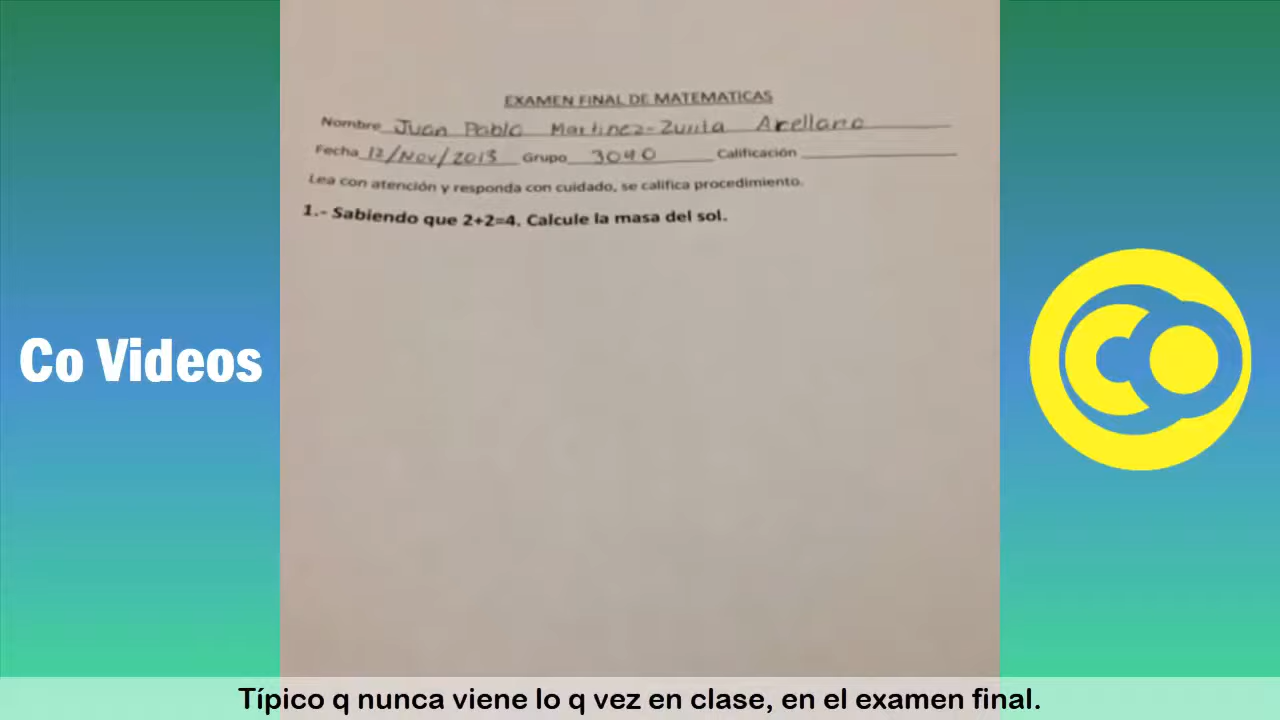 EXAMEN FINAL DE MATEMATICAS
Nombre Juan Pablo Martinez-Zurita Arellano
Fecha 12/Nov/2013 Grupo 3040 Calificación
Lea con atención y responda con cuidado, se califica procedimiento.
1.- Sabiendo que 2+2=4. Calcule la masa del sol.
Co Videos
CO
Típico q nunca viene lo q vez en clase, en el examen final.